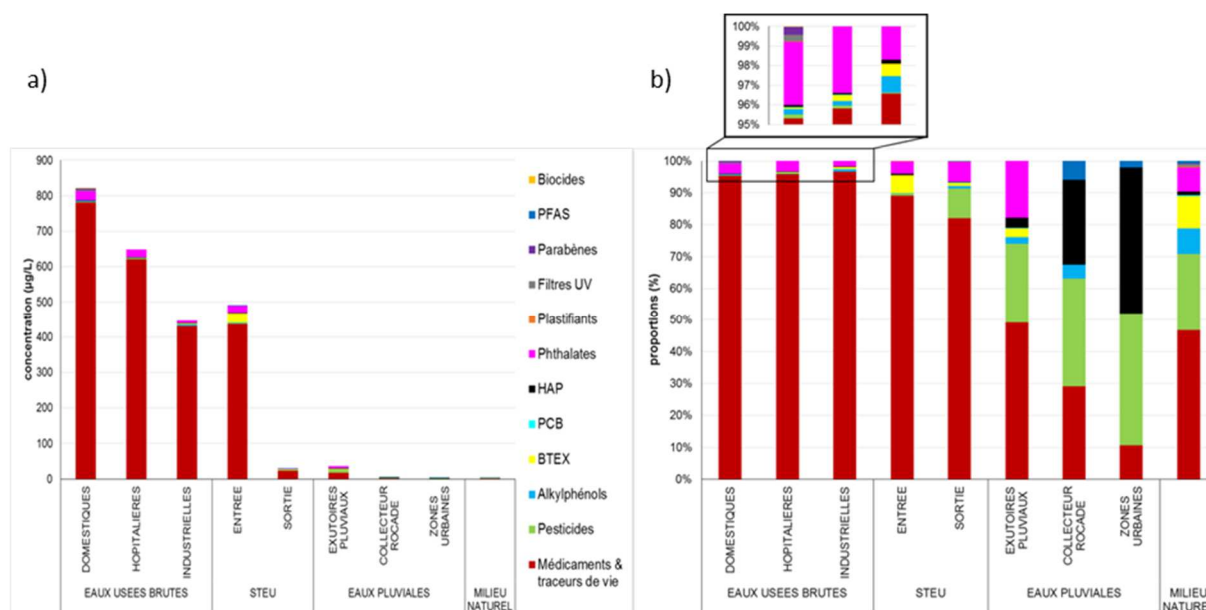 a)
900
800
700
600
500
400
300
200
100
0
concentration (µg/L)
DOMESTIQUES
HOPITALIERES
INDUSTRIELLES
ENTREE
SORTIE
EXUTOIRES
PLUVIAUX
COLLECTEUR
ROCADE
ZONES
URBAINES
EAUX USEES BRUTES
STEU
EAUX PLUVIALES
MILIEU
NATUREL
Biocides
PFAS
Parabènes
Filtres UV
Plastifiants
Phthalates
HAP
PCB
BTEX
Alkylphénols
Pesticides
Médicaments &
traceurs de vie
b)
100%
99%
98%
97%
96%
95%
100%
90%
80%
70%
60%
50%
40%
30%
20%
10%
0%
proportions (%)
DOMESTIQUES
HOPITALIERES
INDUSTRIELLES
ENTREE
SORTIE
EXUTOIRES
PLUVIAUX
COLLECTEUR
ROCADE
ZONES
URBAINES
EAUX USEES BRUTES
STEU
EAUX PLUVIALES
MILIEU
NATUREL